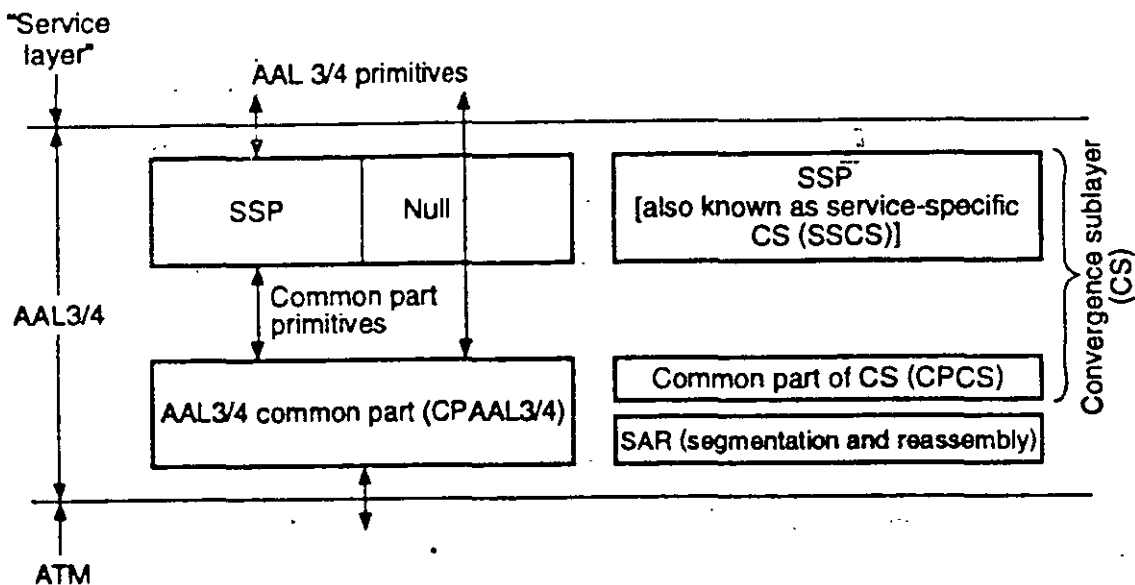 "Service
layer"
AAL 3/4 primitives
SSP
Null
SSP
[also known as service-specific
CS (SSCS)]
Convergence sublayer
(CS)
AAL3/4
Common part
primitives
AAL3/4 common part (CPAAL3/4)
Common part of CS (CPCS)
SAR (segmentation and reassembly)
ATM